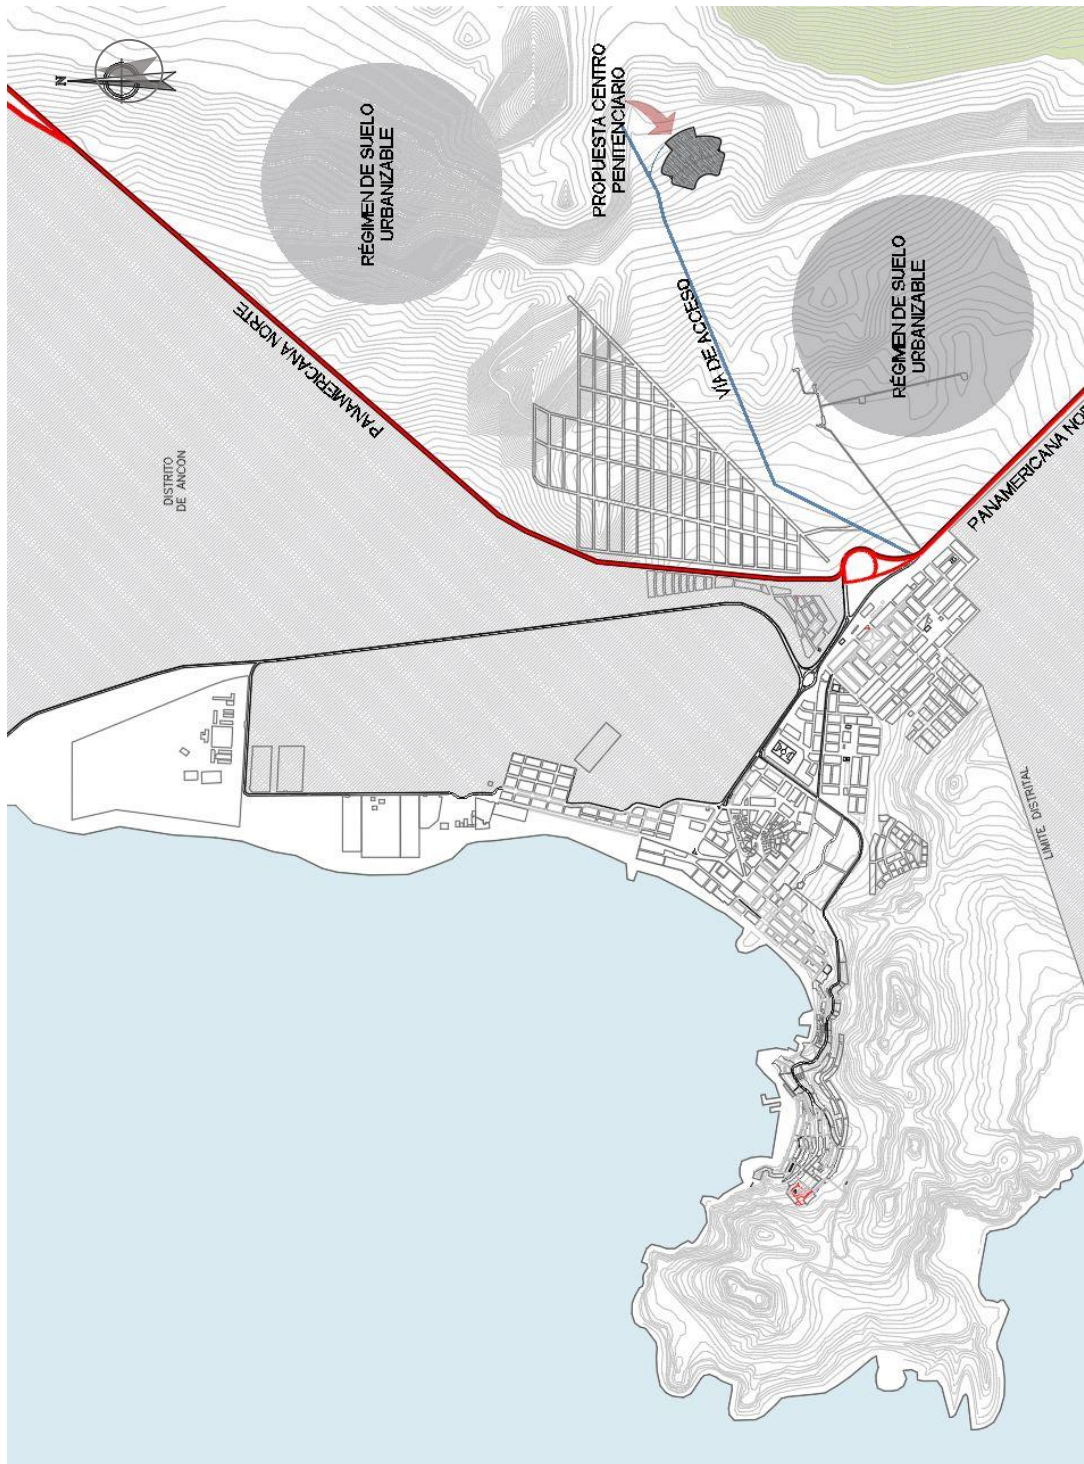 N
RÉGIMEN DE SUELO
URBANIZABLE
PROPUESTA CENTRO
PENITENCIARIO
PANAMERICANA NORTE
VÍA DE ACCESO
RÉGIMEN DE SUELO
URBANIZABLE
DISTRITO
DE ANCÓN
PANAMERICANA NOR
LIMITE DISTRITAL